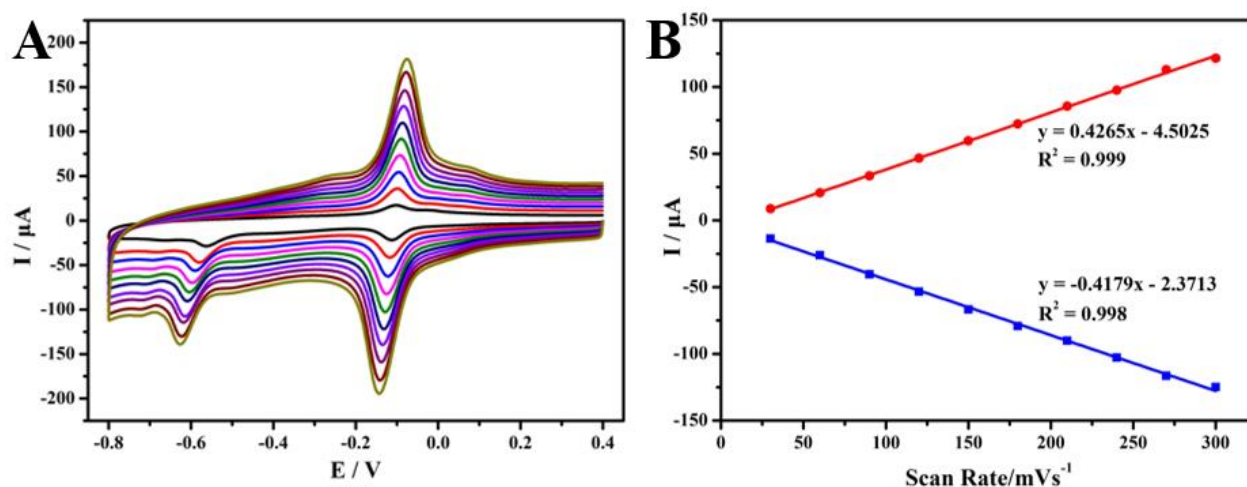 A
200
150
100
50
0
-50
-100
-150
-200
I / μA
-0.8 -0.6 -0.4 -0.2 0.0 0.2 0.4
E / V
B
150
100
50
0
-50
-100
-150
I / μA
y = 0.4265x - 4.5025
R² = 0.999
y = -0.4179x - 2.3713
R² = 0.998
0 50 100 150 200 250 300
Scan Rate/mVs⁻¹